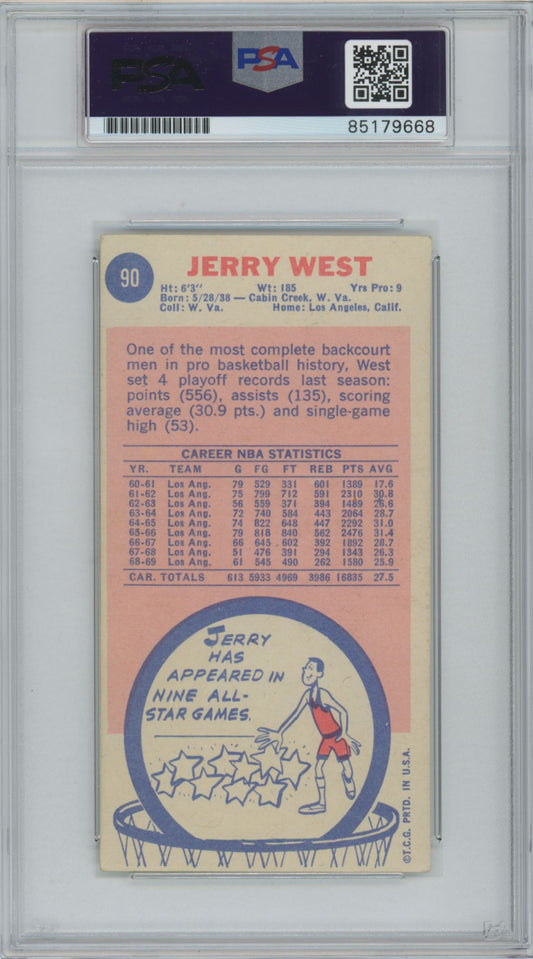 PSA
PSA
85179668
90
JERRY WEST
Ht: 6'3" Wt: 185 Yrs Pro: 9
Born: 5/28/38 — Cabin Creek, W. Va.
Coll: W. Va. Home: Los Angeles, Calif.
One of the most complete backcourt
men in pro basketball history, West
set 4 playoff records last season:
points (556), assists (135), scoring
average (30.9 pts.) and single-game
high (53).
CAREER NBA STATISTICS
YR. TEAM G FG FT REB PTS AVG
60-61 Los Ang. 79 529 331 601 1389 17.6
61-62 Los Ang. 75 799 712 591 2310 30.8
62-63 Los Ang. 56 559 371 394 1489 26.6
63-64 Los Ang. 72 740 584 443 2064 28.7
64-65 Los Ang. 74 822 648 447 2292 31.0
65-66 Los Ang. 79 818 840 562 2476 31.4
66-67 Los Ang. 66 645 602 392 1892 28.7
67-68 Los Ang. 51 476 391 294 1343 26.3
68-69 Los Ang. 61 545 490 262 1580 25.9
CAR. TOTALS 613 5933 4969 3986 16835 27.5
JERRY
HAS
APPEARED IN
NINE ALL-
STAR GAMES.
©T.C.G. PRTD. IN U.S.A.